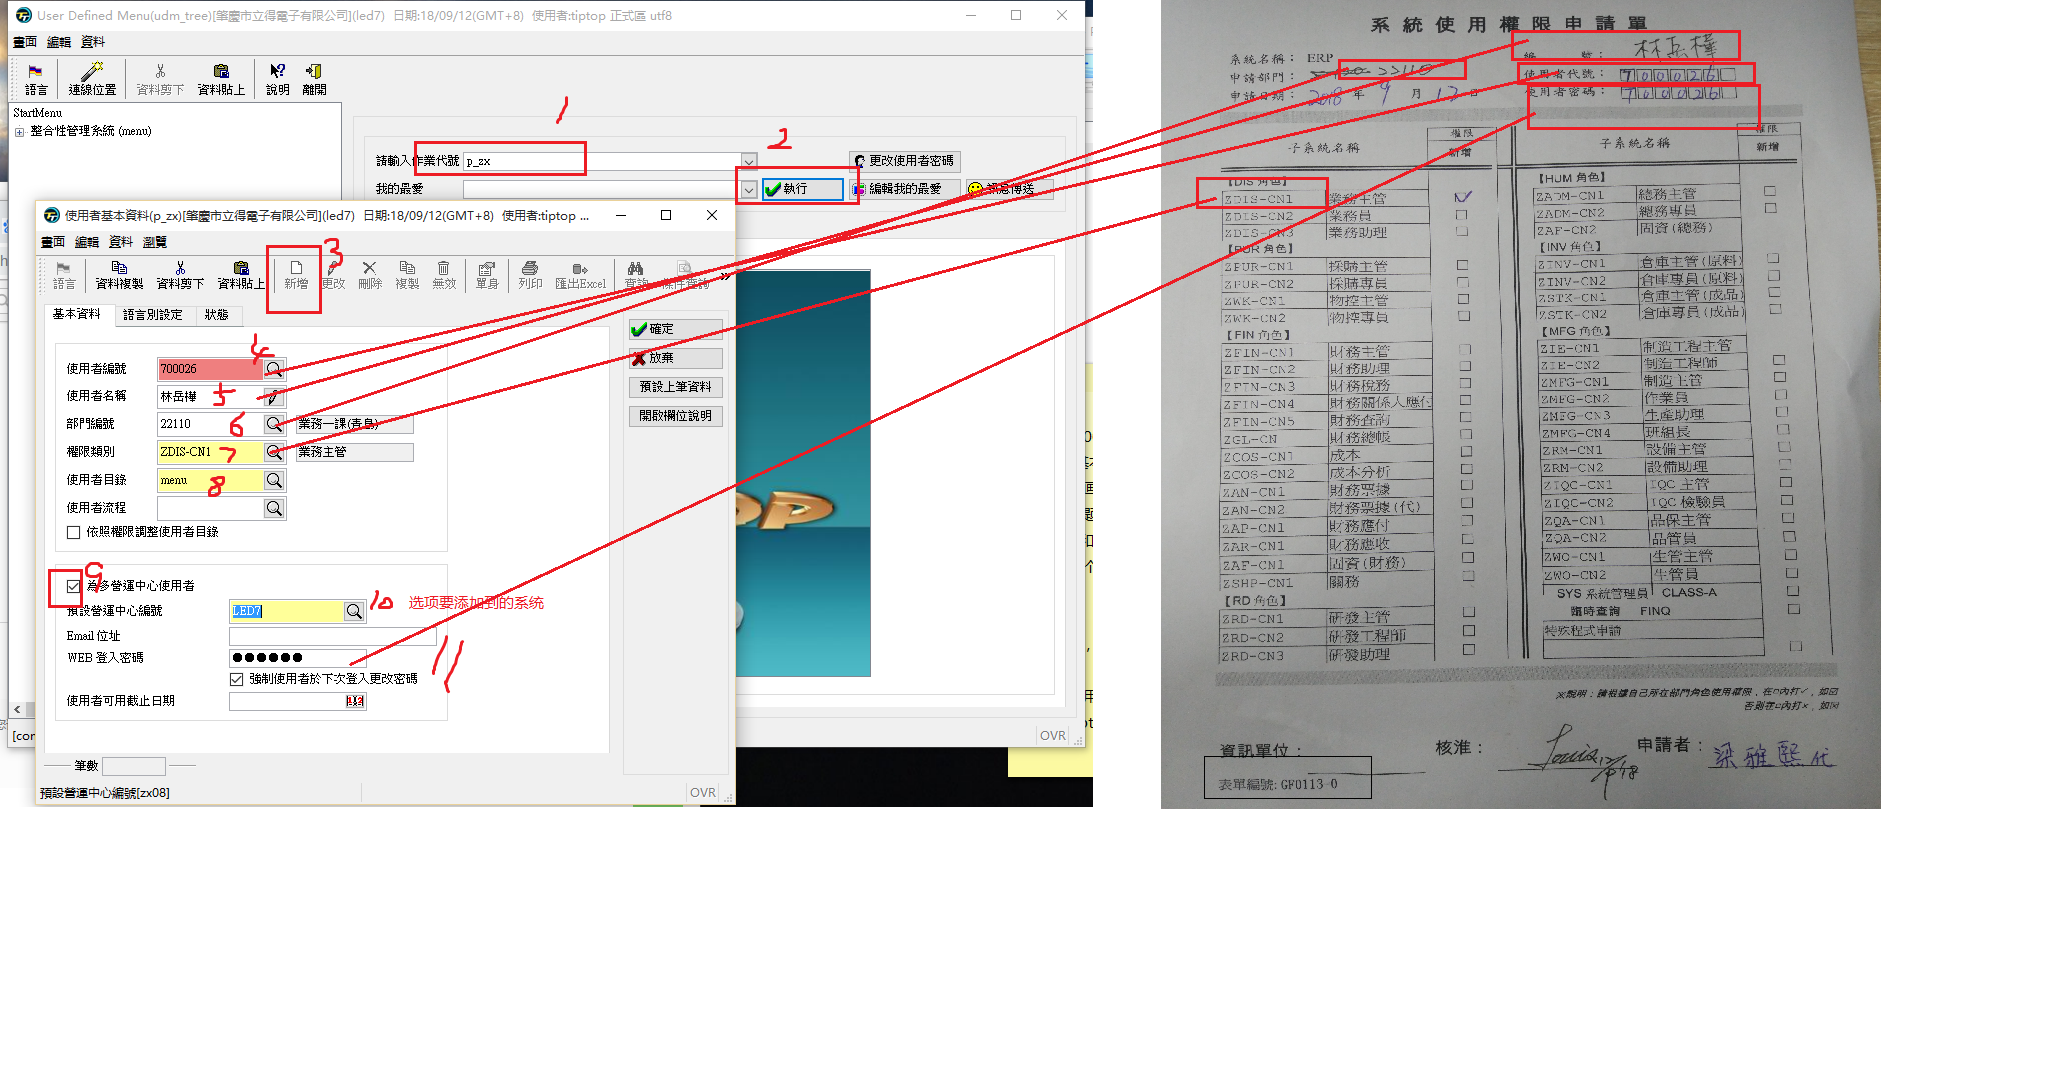 User Defined Menu(udm_tree)[肇慶市立得電子有限公司](led7) 日期:18/09/12(GMT+8) 使用者:tiptop 正式區 utf8
畫面 編輯 資料
語言 連線位置 資料剪下 資料貼上 說明 離開
StartMenu
整合性管理系統 (menu)
1
請輸入作業代號 p_zx
2
更改使用者密碼
我的最愛
執行 編輯我的最愛 訊息傳送
使用者基本資料(p_zx)[肇慶市立得電子有限公司](led7) 日期:18/09/12(GMT+8) 使用者:tiptop ...
畫面 編輯 資料 瀏覽
3
語言 資料複製 資料剪下 資料貼上 新增 更改 刪除 複製 無效 單身 列印 匯出Excel 查詢
基本資料 語言別設定 狀態
確定
放棄
預設上筆資料
開啟欄位說明
使用者編號 700026 4
使用者名稱 林岳樺 5
部門編號 22110 6 業務一課(青島)
權限類別 ZDIS-CN1 7 業務主管
使用者目錄 menu 8
使用者流程
依照權限調整使用者目錄
9
為多營運中心使用者
預設營運中心編號 LED7 10 选项要添加到的系统
Email 位址
WEB 登入密碼 ●●●●●● 11
強制使用者於下次登入更改密碼
使用者可用截止日期
筆數
預設營運中心編號[zx08] OVR
[con
OVR
系統使用權限申請單
系統名稱： ERP 編 號： 林岳樺
申請部門： 22110 使用者代號： 700026
申請日期： 2018 年 9 月 12 日 使用者密碼： 700026
子系統名稱 權限 新增 子系統名稱 權限 新增
【DIS 角色】
ZDIS-CN1 業務主管
ZDIS-CN2 業務員
ZDIS-CN3 業務助理
【PUR 角色】
ZPUR-CN1 採購主管
ZPUR-CN2 採購專員
ZWK-CN1 物控主管
ZWK-CN2 物控專員
【FIN 角色】
ZFIN-CN1 財務主管
ZFIN-CN2 財務助理
ZFIN-CN3 財務稅務
ZFIN-CN4 財務關係人應付
ZFIN-CN5 財務查詢
ZGL-CN 財務總帳
ZCOS-CN1 成本
ZCOS-CN2 成本分析
ZAN-CN1 財務票據
ZAN-CN2 財務票據(代)
ZAP-CN1 財務應付
ZAR-CN1 財務應收
ZAF-CN1 固資(財務)
ZSHP-CN1 關務
【RD 角色】
ZRD-CN1 研發主管
ZRD-CN2 研發工程師
ZRD-CN3 研發助理
【HUM 角色】
ZADM-CN1 總務主管
ZADM-CN2 總務專員
ZAF-CN2 固資(總務)
【INV 角色】
ZINV-CN1 倉庫主管(原料)
ZINV-CN2 倉庫專員(原料)
ZSTK-CN1 倉庫主管(成品)
ZSTK-CN2 倉庫專員(成品)
【MFG 角色】
ZIE-CN1 制造工程主管
ZIE-CN2 制造工程師
ZMFG-CN1 制造主管
ZMFG-CN2 作業員
ZMFG-CN3 生產助理
ZMFG-CN4 班組長
ZRM-CN1 設備主管
ZRM-CN2 設備助理
ZIQC-CN1 IQC 主管
ZIQC-CN2 IQC 檢驗員
ZQA-CN1 品保主管
ZQA-CN2 品管員
ZWO-CN1 生管主管
ZWO-CN2 生管員
SYS 系統管理員 CLASS-A
臨時查詢 FINQ
特殊程式申請
※說明：請根據自己所在部門角色使用權限，在□內打✓，如☑
否則在□內打×，如☒
資訊單位： 核准： Louis 12/9/18 申請者： 梁雅熙代
表單編號: GF0113-0